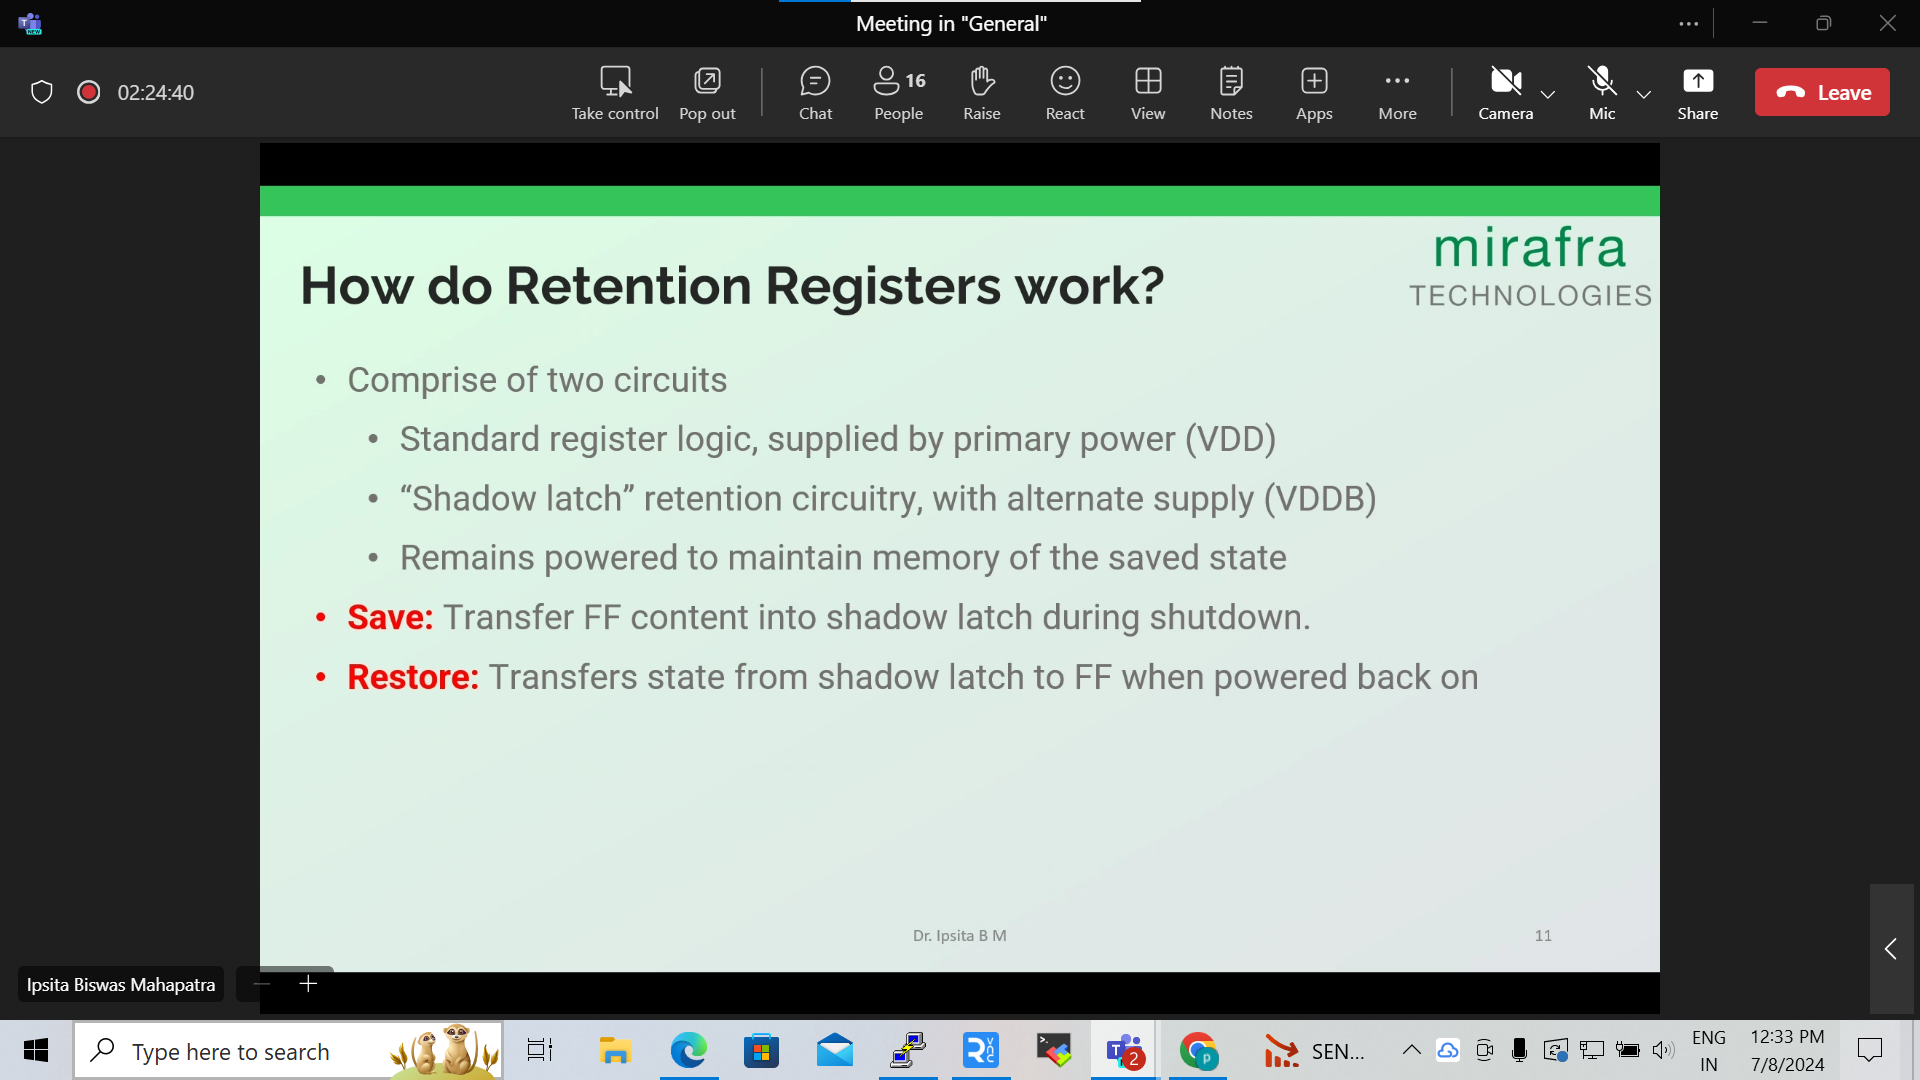 Meeting in "General"
02:24:40
Take control
Pop out
Chat
16
People
Raise
React
View
Notes
Apps
More
Camera
Mic
Share
Leave
mirafra
TECHNOLOGIES
How do Retention Registers work?
• Comprise of two circuits
• Standard register logic, supplied by primary power (VDD)
• “Shadow latch” retention circuitry, with alternate supply (VDDB)
• Remains powered to maintain memory of the saved state
• Save: Transfer FF content into shadow latch during shutdown.
• Restore: Transfers state from shadow latch to FF when powered back on
Dr. Ipsita B M
11
Ipsita Biswas Mahapatra
Type here to search
2
p
SEN...
ENG
IN
12:33 PM
7/8/2024